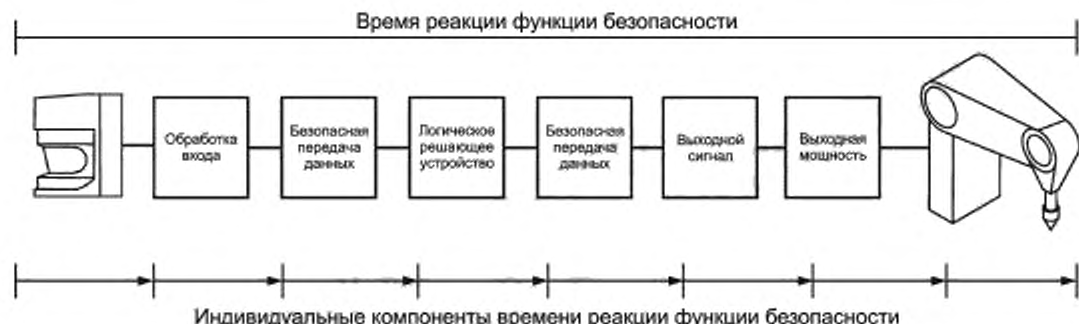 Время реакции функции безопасности
Обработка
входа
Безопасная
передача
данных
Логическое
решающее
устройство
Безопасная
передача
данных
Выходной
сигнал
Выходная
мощность
Индивидуальные компоненты времени реакции функции безопасности